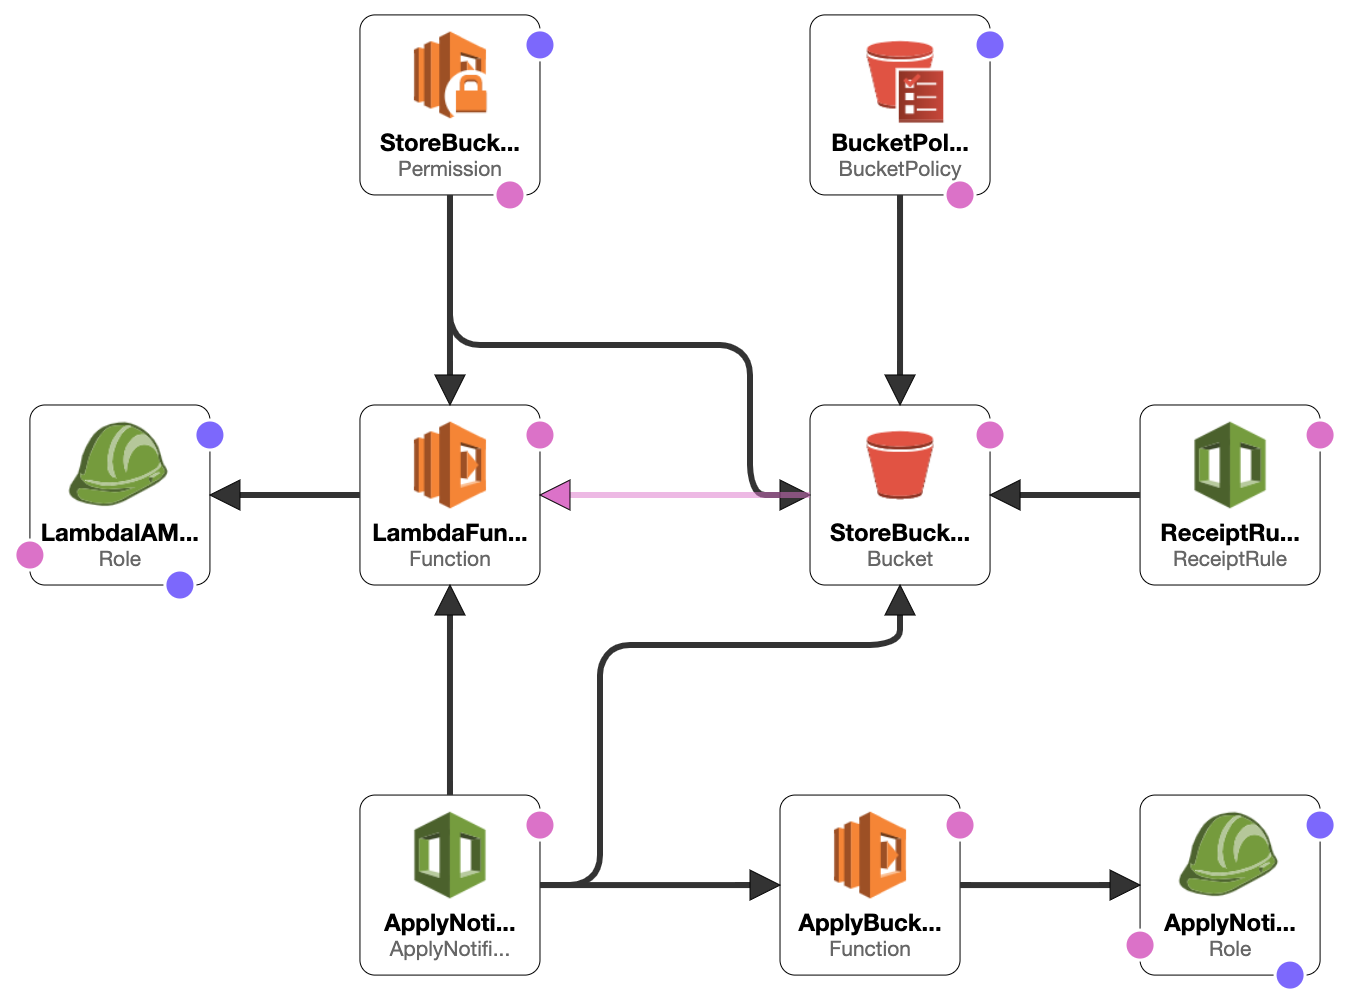 StoreBuck...
Permission
BucketPol...
BucketPolicy
LambdaIAM...
Role
LambdaFun...
Function
StoreBuck...
Bucket
ReceiptRu...
ReceiptRule
ApplyNoti...
ApplyNotifi...
ApplyBuck...
Function
ApplyNoti...
Role